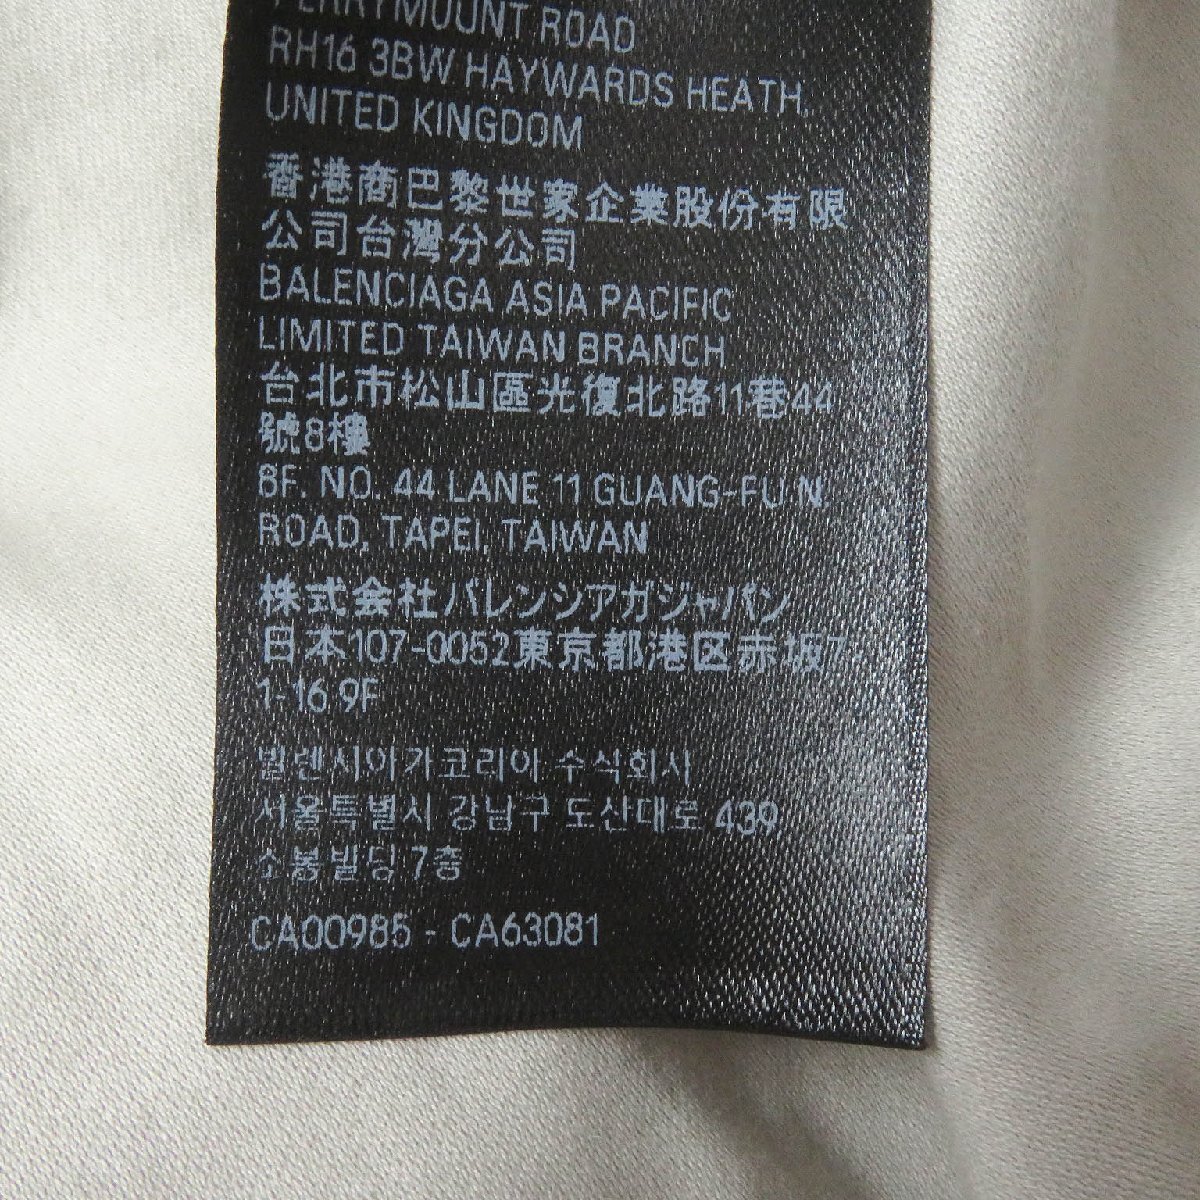 PERRYMOUNT ROAD
RH16 3BW HAYWARDS HEATH,
UNITED KINGDOM
香港商巴黎世家企業股份有限
公司台灣分公司
BALENCIAGA ASIA PACIFIC
LIMITED TAIWAN BRANCH
台北市松山區光復北路11巷44
號8樓
8F. NO. 44 LANE 11 GUANG-FU N.
ROAD, TAPEI, TAIWAN
株式会社バレンシアガジャパン
日本107-0052東京都港区赤坂7-
1-16 9F
발렌시아가코리아 수식회사
서울특별시 강남구 도산대로 439
소봉빌딩 7층
CA00985 - CA63081